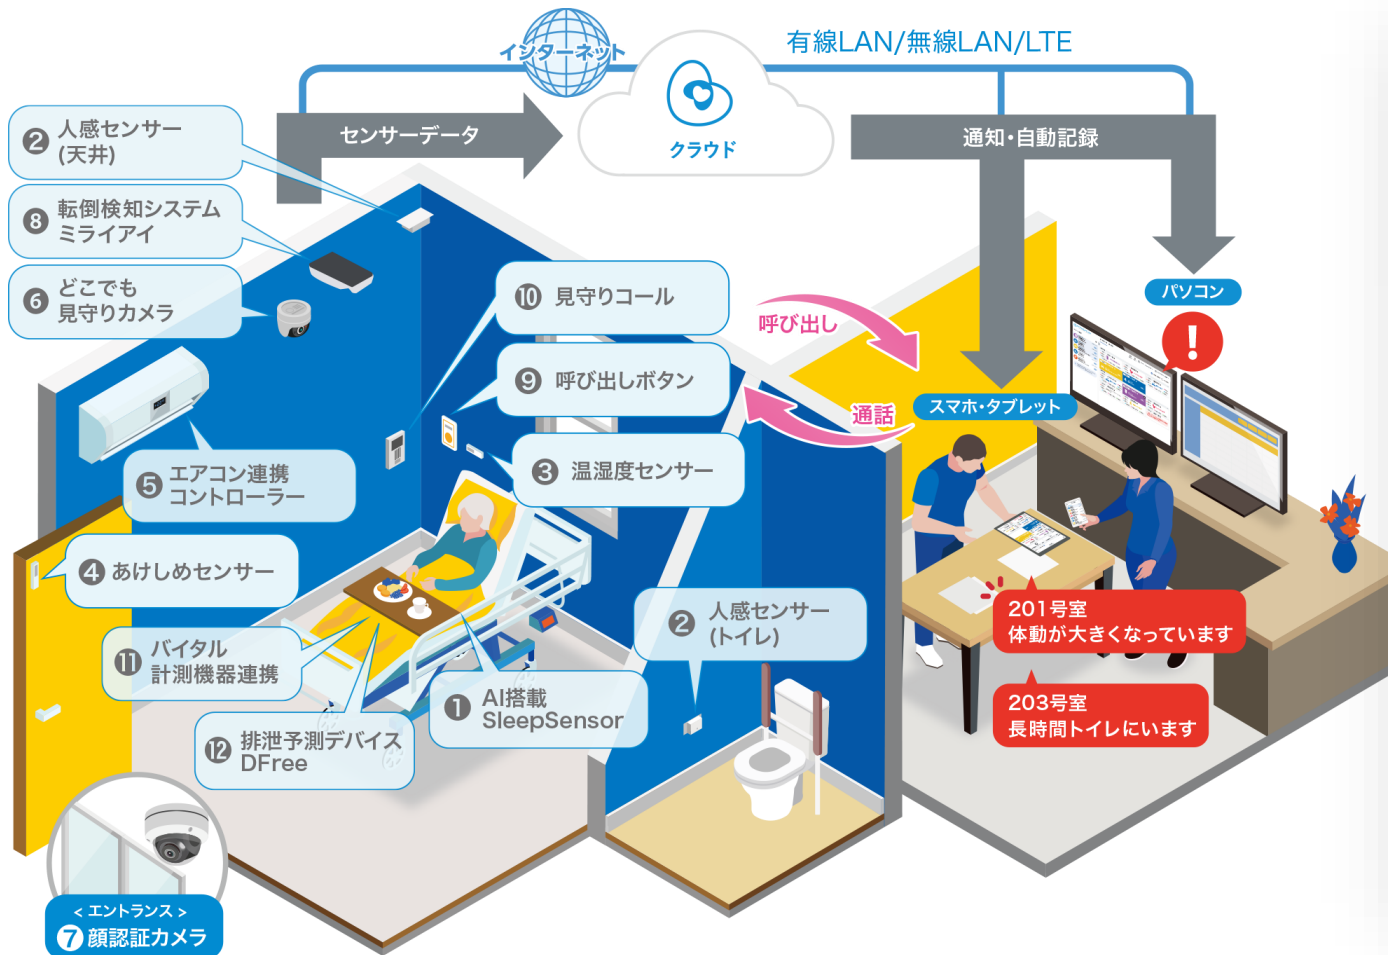 インターネット
有線LAN/無線LAN/LTE
センサーデータ
クラウド
通知・自動記録
❷ 人感センサー
(天井)
❽ 転倒検知システム
ミライアイ
❻ どこでも
見守りカメラ
❿ 見守りコール
❾ 呼び出しボタン
❸ 温湿度センサー
❺ エアコン連携
コントローラー
❹ あけしめセンサー
⓫ バイタル
計測機器連携
⓬ 排泄予測デバイス
DFree
❶ AI搭載
SleepSensor
❷ 人感センサー
(トイレ)
呼び出し
通話
パソコン
!
スマホ・タブレット
201号室
体動が大きくなっています
203号室
長時間トイレにいます
< エントランス >
❼ 顔認証カメラ